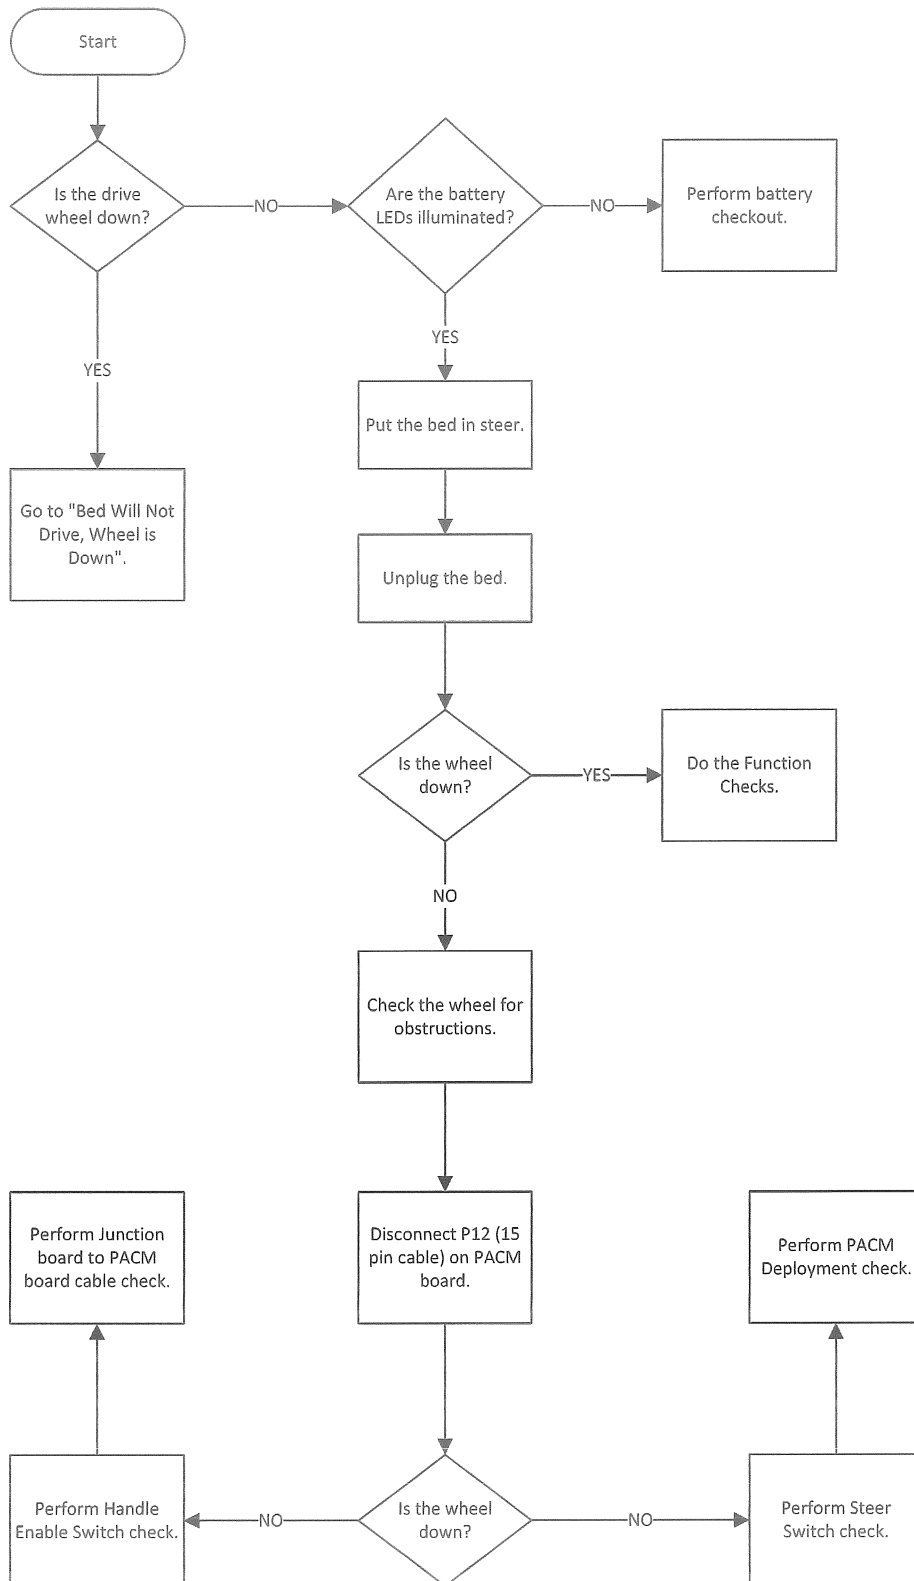 Start
Is the drive
wheel down?
NO
Are the battery
LEDs illuminated?
NO
Perform battery
checkout.
YES
YES
Put the bed in steer.
Go to "Bed Will Not
Drive, Wheel is
Down".
Unplug the bed.
Is the wheel
down?
YES
Do the Function
Checks.
NO
Check the wheel for
obstructions.
Perform Junction
board to PACM
board cable check.
Disconnect P12 (15
pin cable) on PACM
board.
Perform PACM
Deployment check.
Perform Handle
Enable Switch check.
NO
Is the wheel
down?
NO
Perform Steer
Switch check.